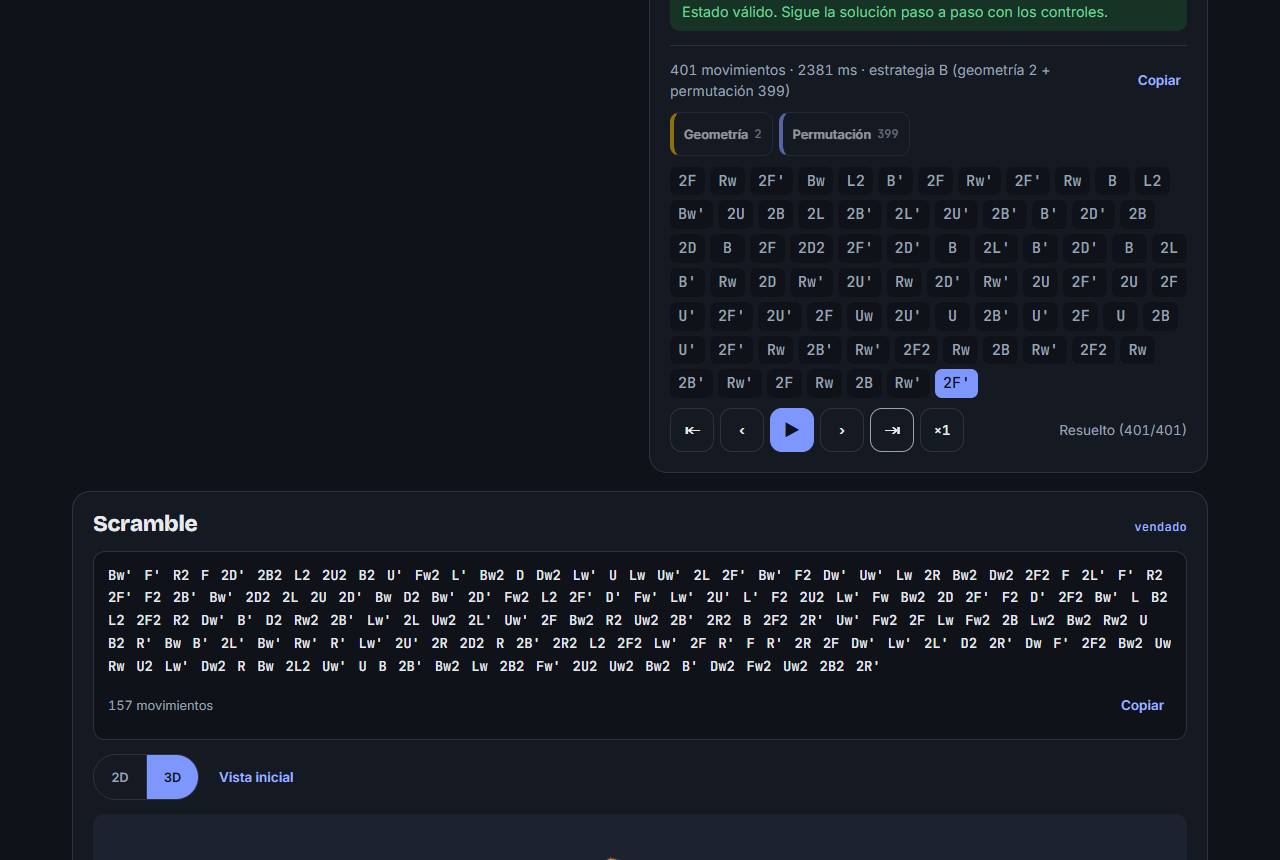 Estado válido. Sigue la solución paso a paso con los controles.
401 movimientos · 2381 ms · estrategia B (geometría 2 +
permutación 399)
Copiar
Geometría 2 Permutación 399
2F Rw 2F' Bw L2 B' 2F Rw' 2F' Rw B L2
Bw' 2U 2B 2L 2B' 2L' 2U' 2B' B' 2D' 2B
2D B 2F 2D2 2F' 2D' B 2L' B' 2D' B 2L
B' Rw 2D Rw' 2U' Rw 2D' Rw' 2U 2F' 2U 2F
U' 2F' 2U' 2F Uw 2U' U 2B' U' 2F U 2B
U' 2F' Rw 2B' Rw' 2F2 Rw 2B Rw' 2F2 Rw
2B' Rw' 2F Rw 2B Rw' 2F'
×1 Resuelto (401/401)
Scramble
vendado
Bw' F' R2 F 2D' 2B2 L2 2U2 B2 U' Fw2 L' Bw2 D Dw2 Lw' U Lw Uw' 2L 2F' Bw' F2 Dw' Uw' Lw 2R Bw2 Dw2 2F2 F 2L' F' R2
2F' F2 2B' Bw' 2D2 2L 2U 2D' Bw D2 Bw' 2D' Fw2 L2 2F' D' Fw' Lw' 2U' L' F2 2U2 Lw' Fw Bw2 2D 2F' F2 D' 2F2 Bw' L B2
L2 2F2 R2 Dw' B' D2 Rw2 2B' Lw' 2L Uw2 2L' Uw' 2F Bw2 R2 Uw2 2B' 2R2 B 2F2 2R' Uw' Fw2 2F Lw Fw2 2B Lw2 Bw2 Rw2 U
B2 R' Bw B' 2L' Bw' Rw' R' Lw' 2U' 2R 2D2 R 2B' 2R2 L2 2F2 Lw' 2F R' F R' 2R 2F Dw' Lw' 2L' D2 2R' Dw F' 2F2 Bw2 Uw
Rw U2 Lw' Dw2 R Bw 2L2 Uw' U B 2B' Bw2 Lw 2B2 Fw' 2U2 Uw2 Bw2 B' Dw2 Fw2 Uw2 2B2 2R'
157 movimientos
Copiar
2D 3D Vista inicial